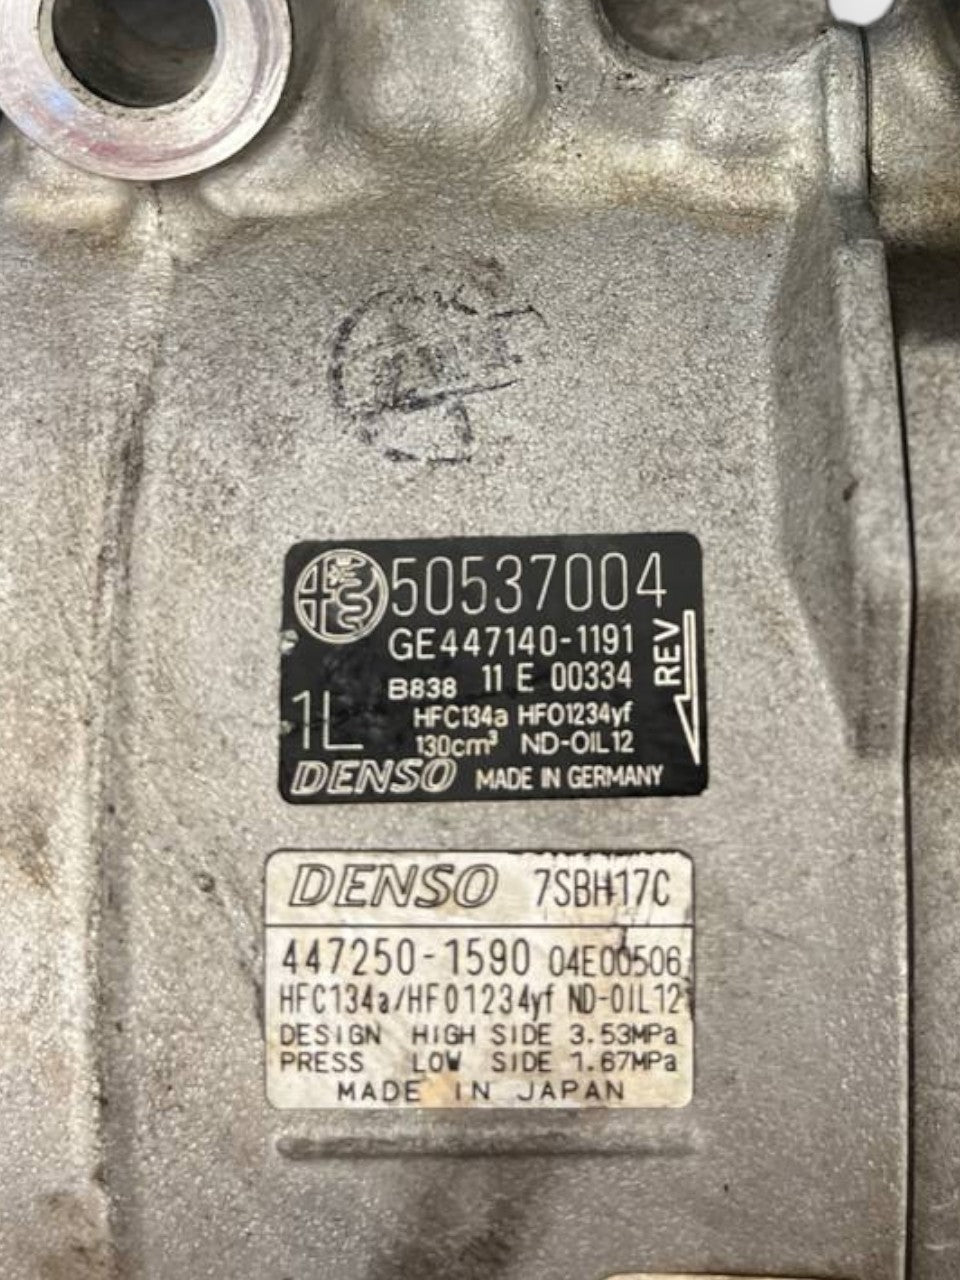 50537004
GE447140-1191
B838 11 E 00334
REV
1L
HFC134a HFO1234yf
130cm³ ND-OIL12
DENSO MADE IN GERMANY
DENSO 7SBH17C
447250-1590 04E00506
HFC134a/HFO1234yf ND-OIL12
DESIGN HIGH SIDE 3.53MPa
PRESS LOW SIDE 1.67MPa
MADE IN JAPAN